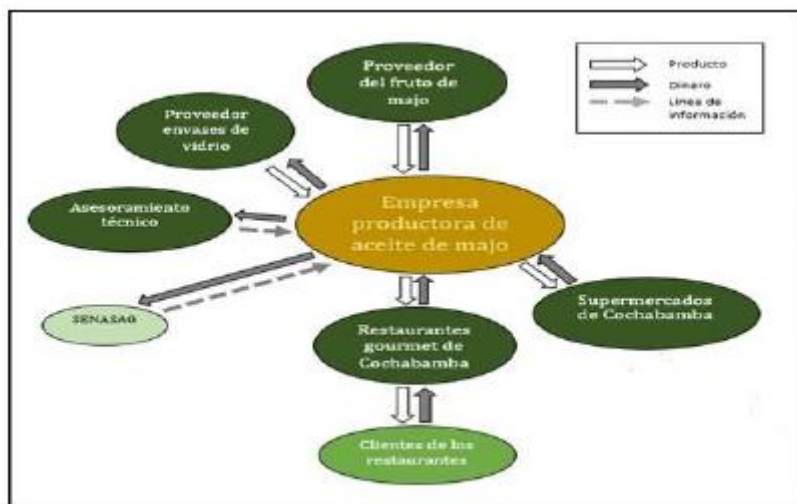 Proveedor
del fruto de
majo
Producto
Dinero
Línea de
información
Proveedor
envases de
vidrio
Empresa
productora de
aceite de majo
Asesoramiento
técnico
SENASAG
Supermercados
de Cochabamba
Restaurantes
gourmet de
Cochabamba
Clientes de los
restaurantes